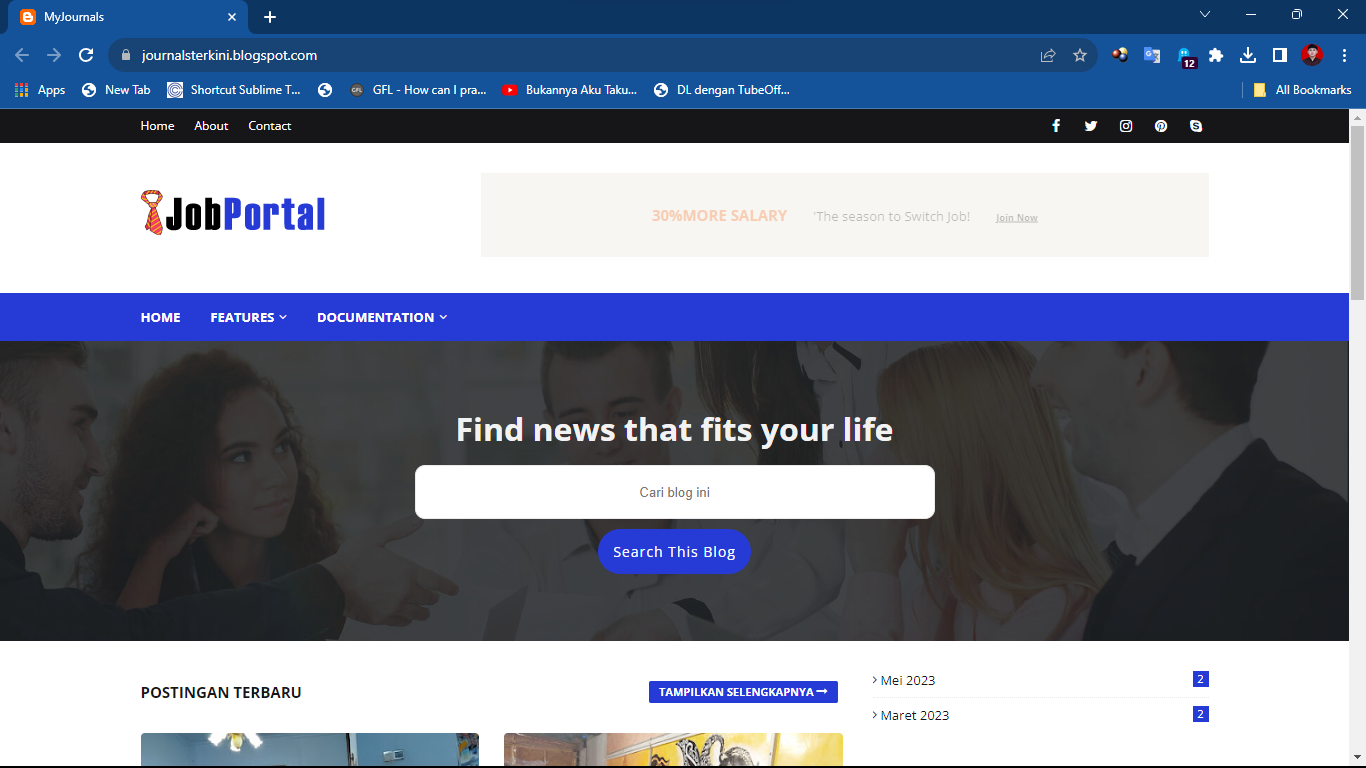 MyJournals
journalsterkini.blogspot.com
12
Apps New Tab Shortcut Sublime T... GFL - How can I pra... Bukannya Aku Taku... DL dengan TubeOff... All Bookmarks
Home About Contact
JobPortal
30%MORE SALARY 'The season to Switch Job! Join Now
HOME FEATURES DOCUMENTATION
Find news that fits your life
Cari blog ini
Search This Blog
POSTINGAN TERBARU
TAMPILKAN SELENGKAPNYA
Mei 2023 2
Maret 2023 2